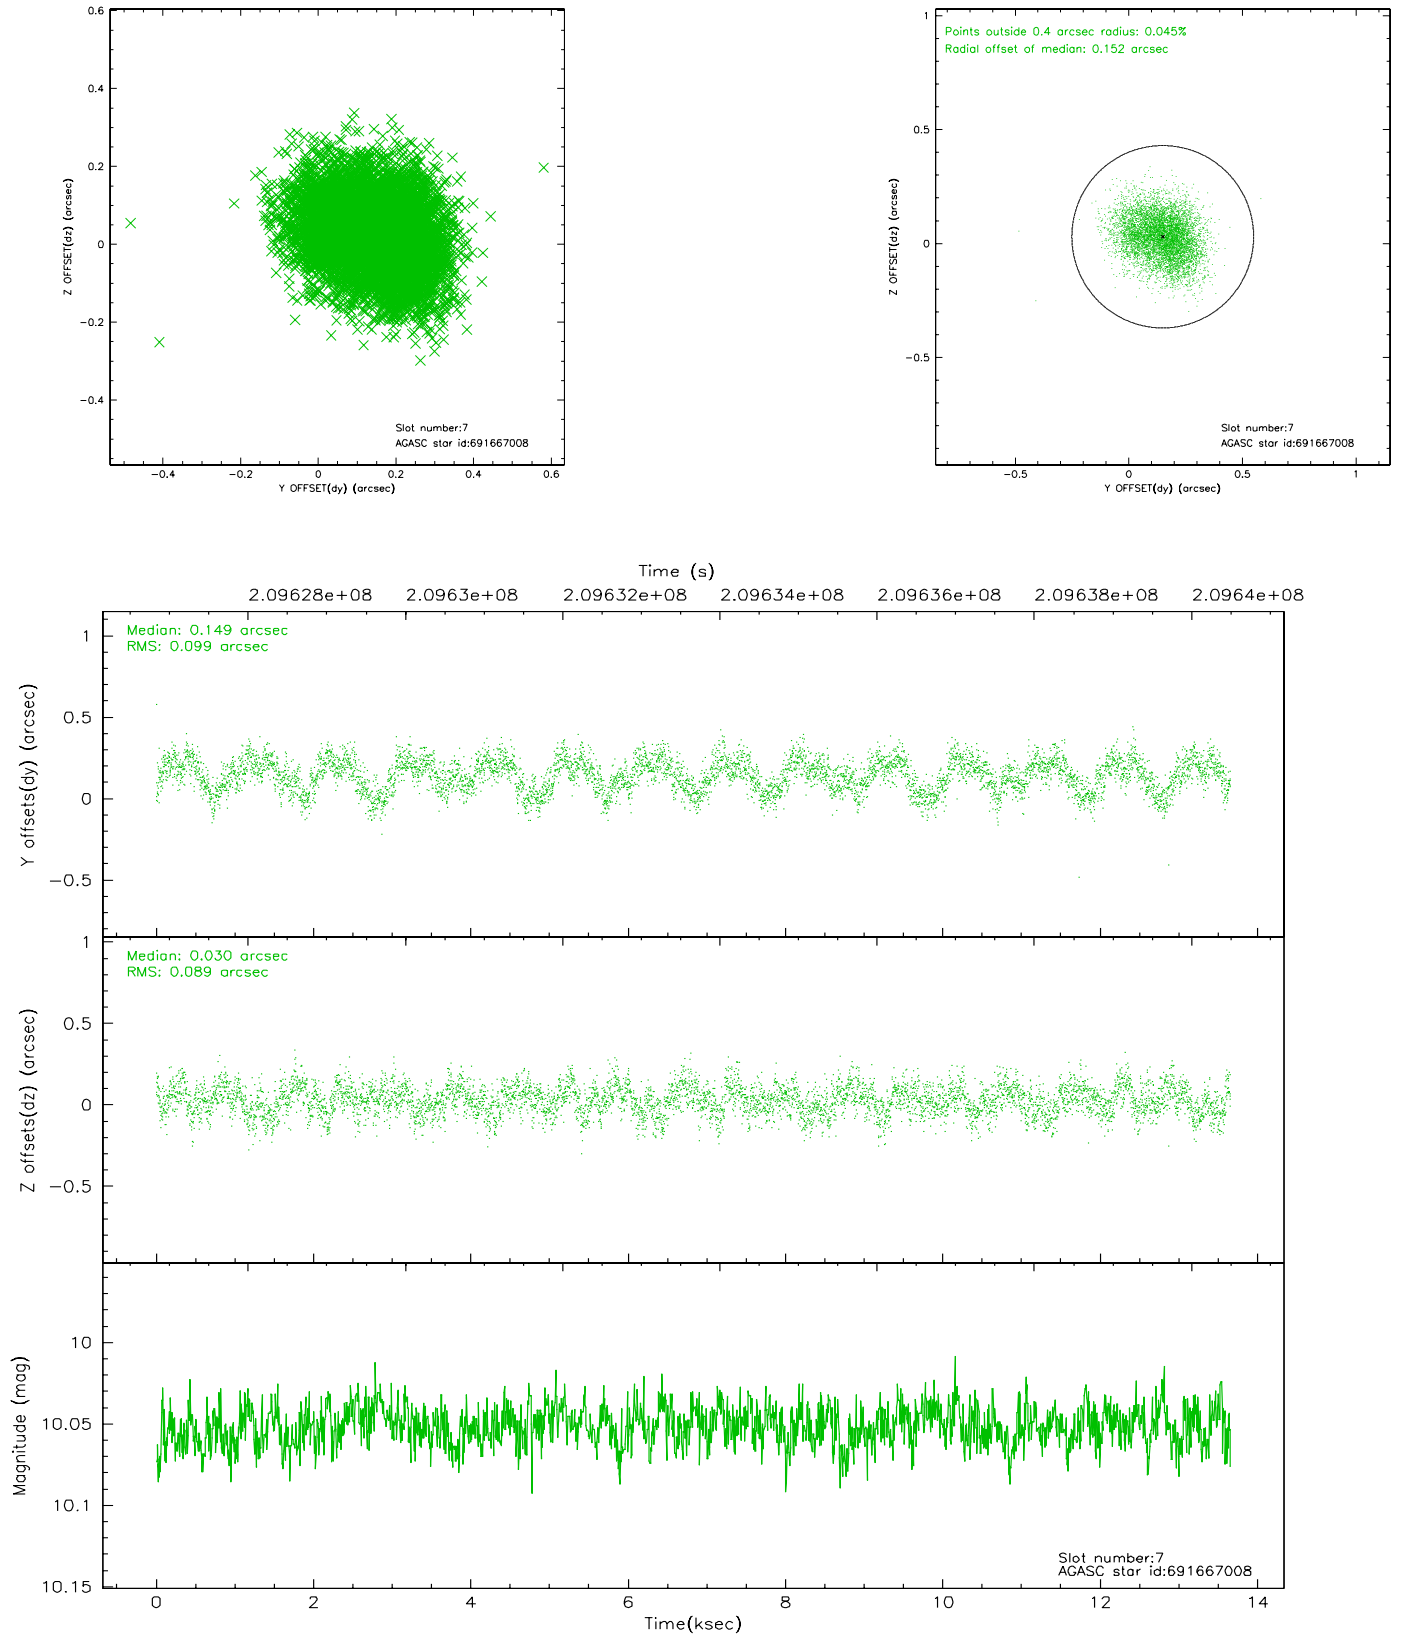 0.6
0.4
0.2
0
−0.2
−0.4
Z OFFSET(dz) (arcsec)
Slot number:7
AGASC star id:691667008
−0.4 −0.2 0 0.2 0.4 0.6
Y OFFSET(dy) (arcsec)
Points outside 0.4 arcsec radius: 0.045%
Radial offset of median: 0.152 arcsec
1
0.5
0
−0.5
Z OFFSET(dz) (arcsec)
Slot number:7
AGASC star id:691667008
−0.5 0 0.5 1
Y OFFSET(dy) (arcsec)
Time (s)
2.09628e+08 2.0963e+08 2.09632e+08 2.09634e+08 2.09636e+08 2.09638e+08 2.0964e+08
Median: 0.149 arcsec
RMS: 0.099 arcsec
1
0.5
0
−0.5
Y offsets(dy) (arcsec)
Median: 0.030 arcsec
RMS: 0.089 arcsec
1
0.5
0
−0.5
Z offsets(dz) (arcsec)
10
10.05
10.1
10.15
Magnitude (mag)
Slot number:7
AGASC star id:691667008
0 2 4 6 8 10 12 14
Time(ksec)